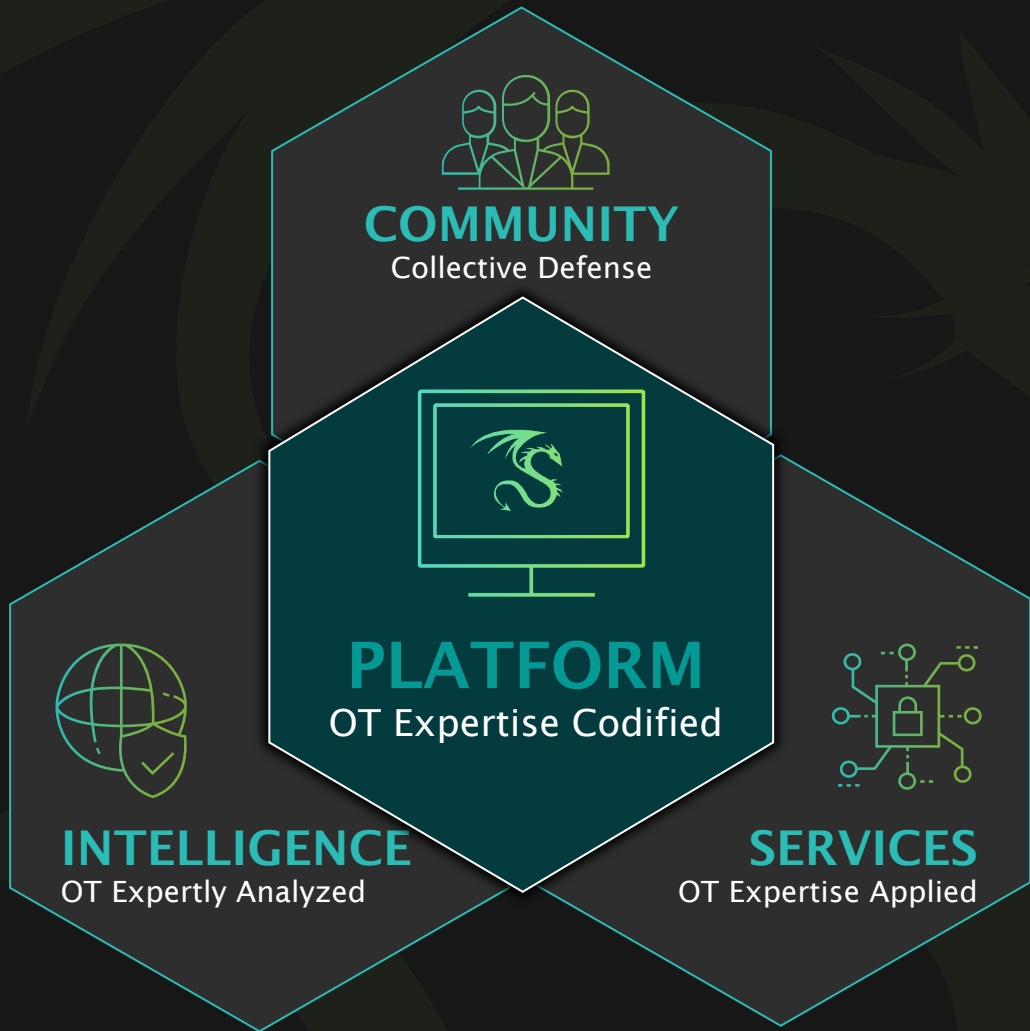 COMMUNITY
Collective Defense
PLATFORM
OT Expertise Codified
INTELLIGENCE
OT Expertly Analyzed
SERVICES
OT Expertise Applied